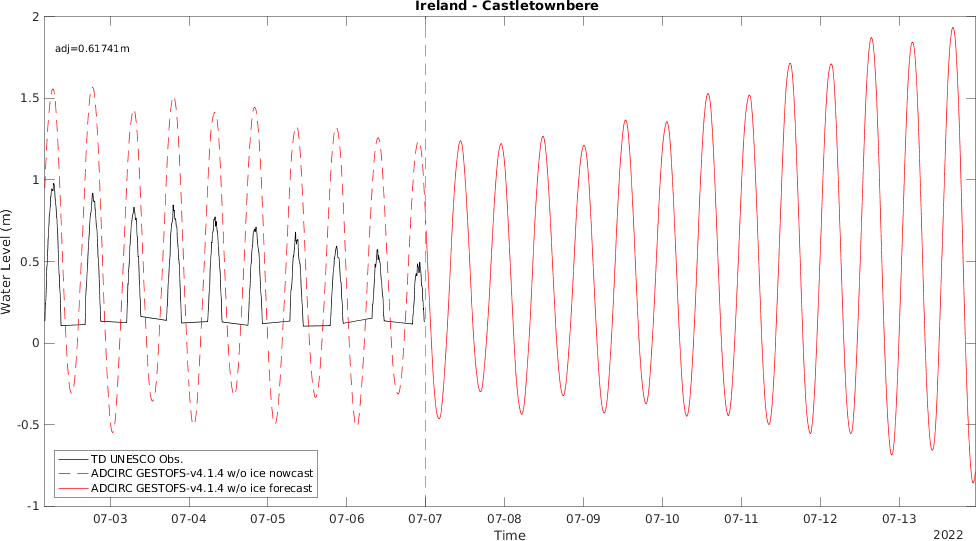 Ireland - Castletownbere
adj=0.61741m
2
1.5
1
0.5
0
-0.5
-1
Water Level (m)
TD UNESCO Obs.
ADCIRC GESTOFS-v4.1.4 w/o ice nowcast
ADCIRC GESTOFS-v4.1.4 w/o ice forecast
07-03 07-04 07-05 07-06 07-07 07-08 07-09 07-10 07-11 07-12 07-13
Time
2022